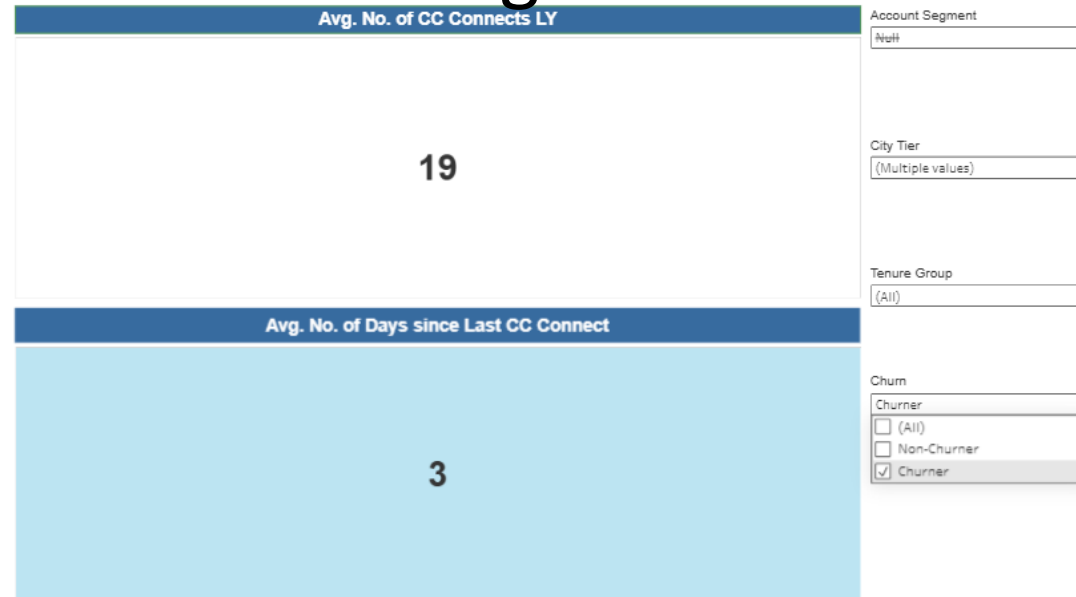 Avg. No. of CC Connects LY
19
Avg. No. of Days since Last CC Connect
3
Account Segment
Null
City Tier
(Multiple values)
Tenure Group
(All)
Churn
Churner
(All)
Non-Churner
Churner